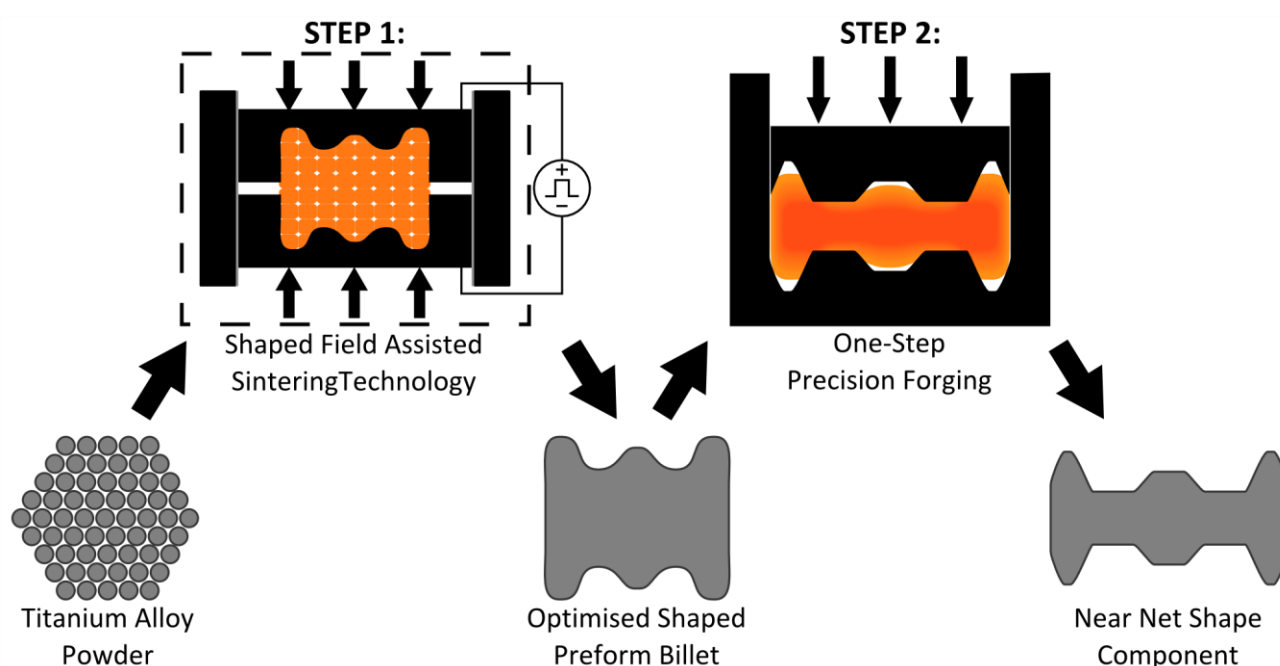 STEP 1:
STEP 2:
+
−
Shaped Field Assisted
SinteringTechnology
One-Step
Precision Forging
Titanium Alloy
Powder
Optimised Shaped
Preform Billet
Near Net Shape
Component